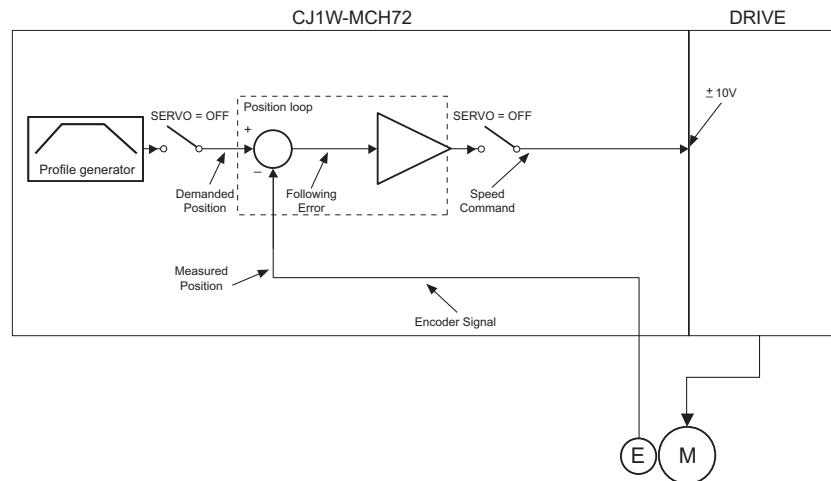 CJ1W-MCH72
DRIVE
Position loop
SERVO = OFF
SERVO = OFF
± 10V
+
Profile generator
–
Demanded
Position
Following
Error
Speed
Command
Measured
Position
Encoder Signal
E
M